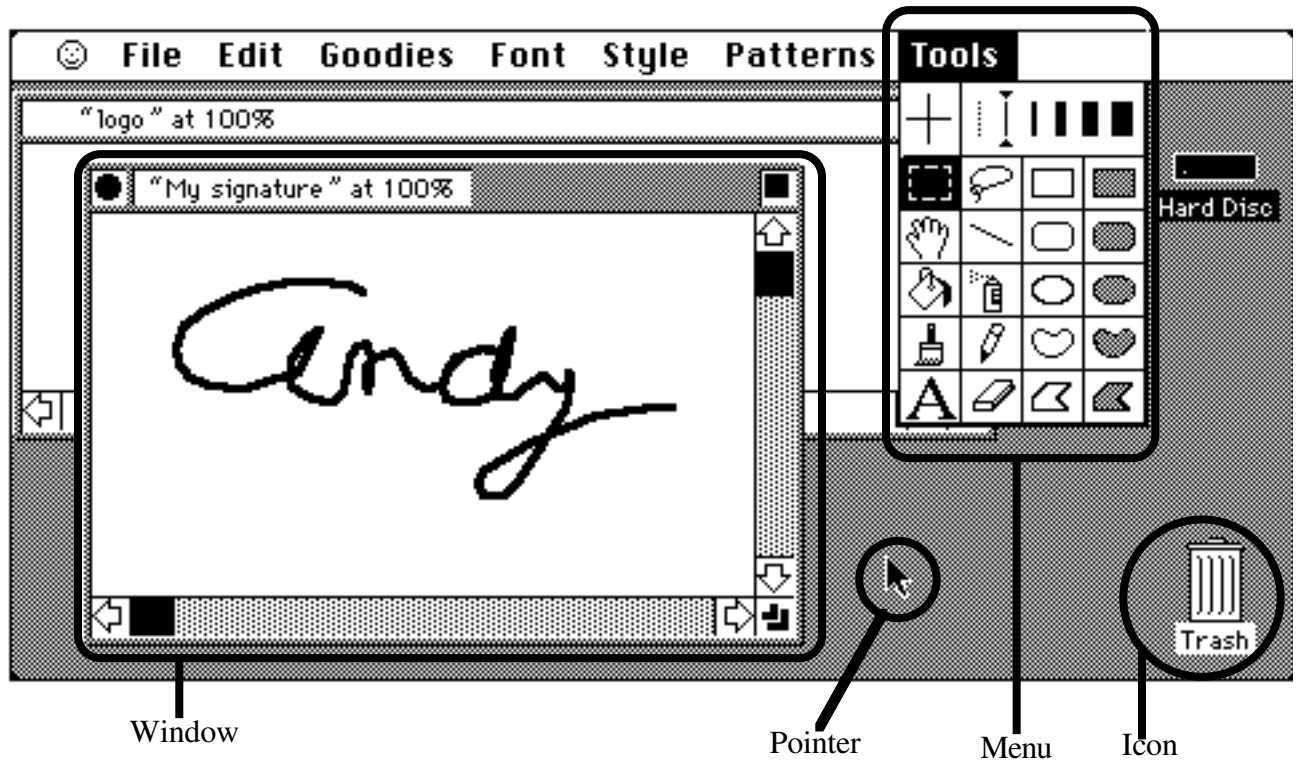 File Edit Goodies Font Style Patterns Tools
"logo" at 100%
"My signature" at 100%
Hard Disc
Andy
A
Trash
Window
Pointer
Menu
Icon